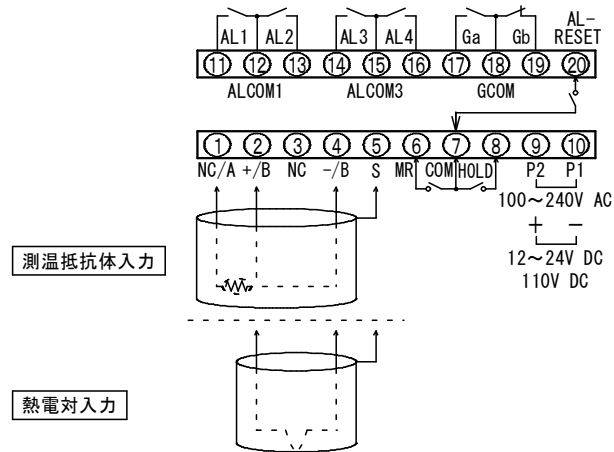 AL1 AL2 AL3 AL4 Ga Gb AL-
RESET
11 12 13 14 15 16 17 18 19 20
ALCOM1 ALCOM3 GCOM
1 2 3 4 5 6 7 8 9 10
NC/A +/B NC -/B S MR COM HOLD P2 P1
100～240V AC
+ −
12～24V DC
110V DC
測温抵抗体入力
熱電対入力